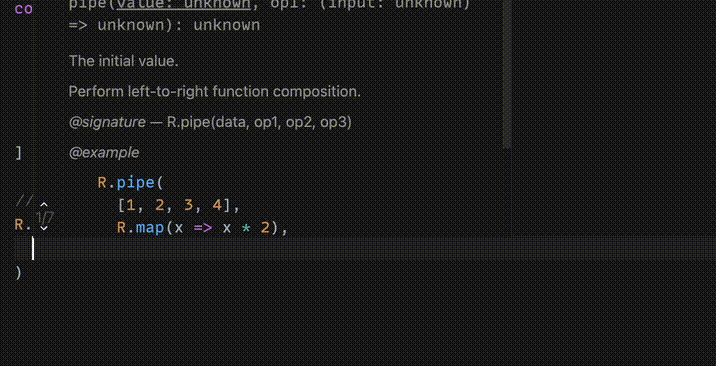 co
pipe(value: unknown, op1: (input: unknown)
=> unknown): unknown
The initial value.
Perform left-to-right function composition.
@signature — R.pipe(data, op1, op2, op3)
]
@example
R.pipe(
//
[1, 2, 3, 4],
1/7
R.
R.map(x => x * 2),
)